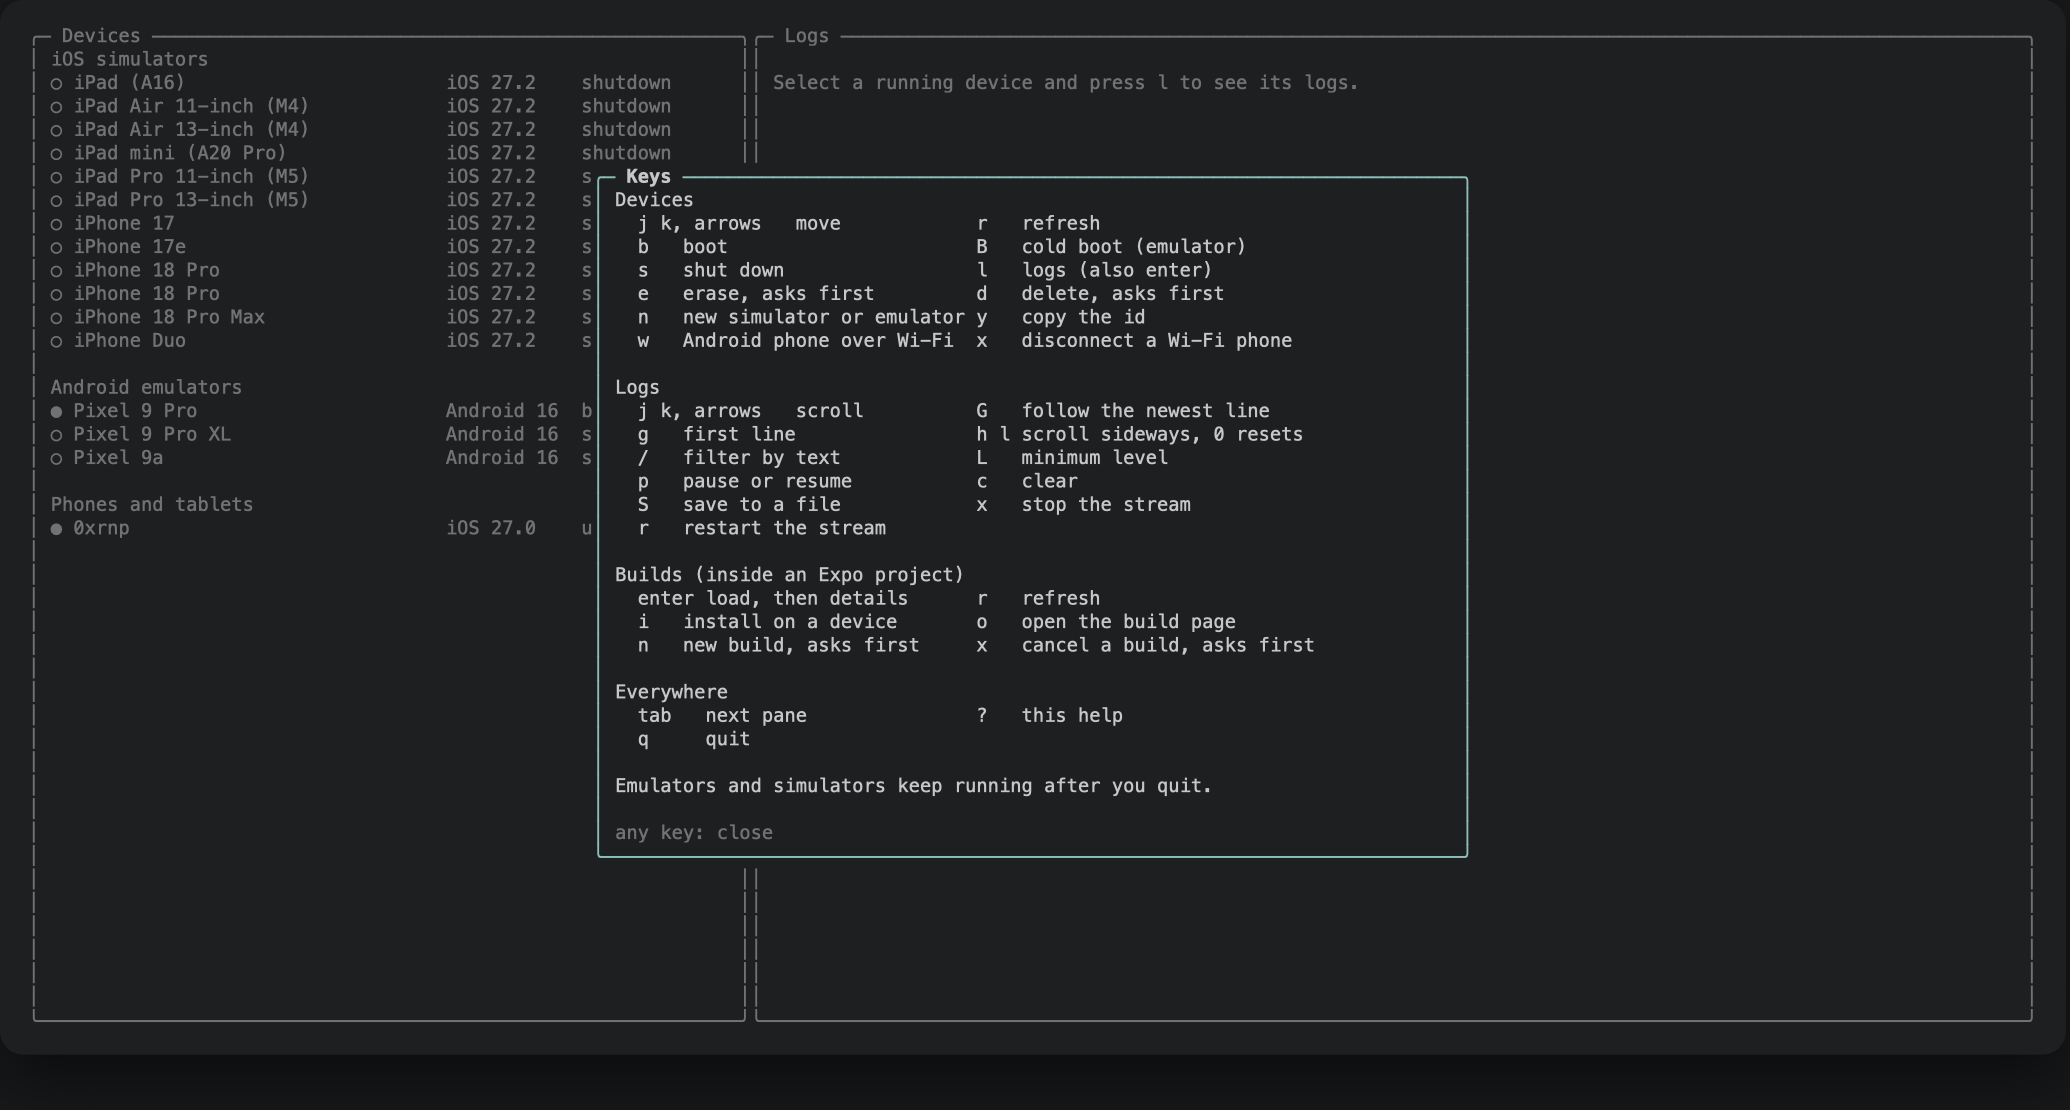 Devices
iOS simulators
○ iPad (A16) iOS 27.2 shutdown
○ iPad Air 11-inch (M4) iOS 27.2 shutdown
○ iPad Air 13-inch (M4) iOS 27.2 shutdown
○ iPad mini (A20 Pro) iOS 27.2 shutdown
○ iPad Pro 11-inch (M5) iOS 27.2 s
○ iPad Pro 13-inch (M5) iOS 27.2 s
○ iPhone 17 iOS 27.2 s
○ iPhone 17e iOS 27.2 s
○ iPhone 18 Pro iOS 27.2 s
○ iPhone 18 Pro iOS 27.2 s
○ iPhone 18 Pro Max iOS 27.2 s
○ iPhone Duo iOS 27.2 s
Android emulators
● Pixel 9 Pro Android 16 b
○ Pixel 9 Pro XL Android 16 s
○ Pixel 9a Android 16 s
Phones and tablets
● 0xrnp iOS 27.0 u
Logs
Select a running device and press l to see its logs.
Keys
Devices
j k, arrows move r refresh
b boot B cold boot (emulator)
s shut down l logs (also enter)
e erase, asks first d delete, asks first
n new simulator or emulator y copy the id
w Android phone over Wi-Fi x disconnect a Wi-Fi phone
Logs
j k, arrows scroll G follow the newest line
g first line h l scroll sideways, 0 resets
/ filter by text L minimum level
p pause or resume c clear
S save to a file x stop the stream
r restart the stream
Builds (inside an Expo project)
enter load, then details r refresh
i install on a device o open the build page
n new build, asks first x cancel a build, asks first
Everywhere
tab next pane ? this help
q quit
Emulators and simulators keep running after you quit.
any key: close